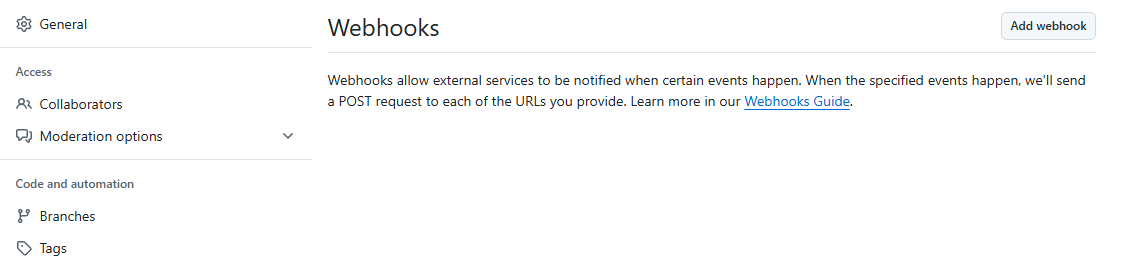 General
Access
Collaborators
Moderation options
Code and automation
Branches
Tags
Webhooks
Add webhook
Webhooks allow external services to be notified when certain events happen. When the specified events happen, we'll send
a POST request to each of the URLs you provide. Learn more in our Webhooks Guide.